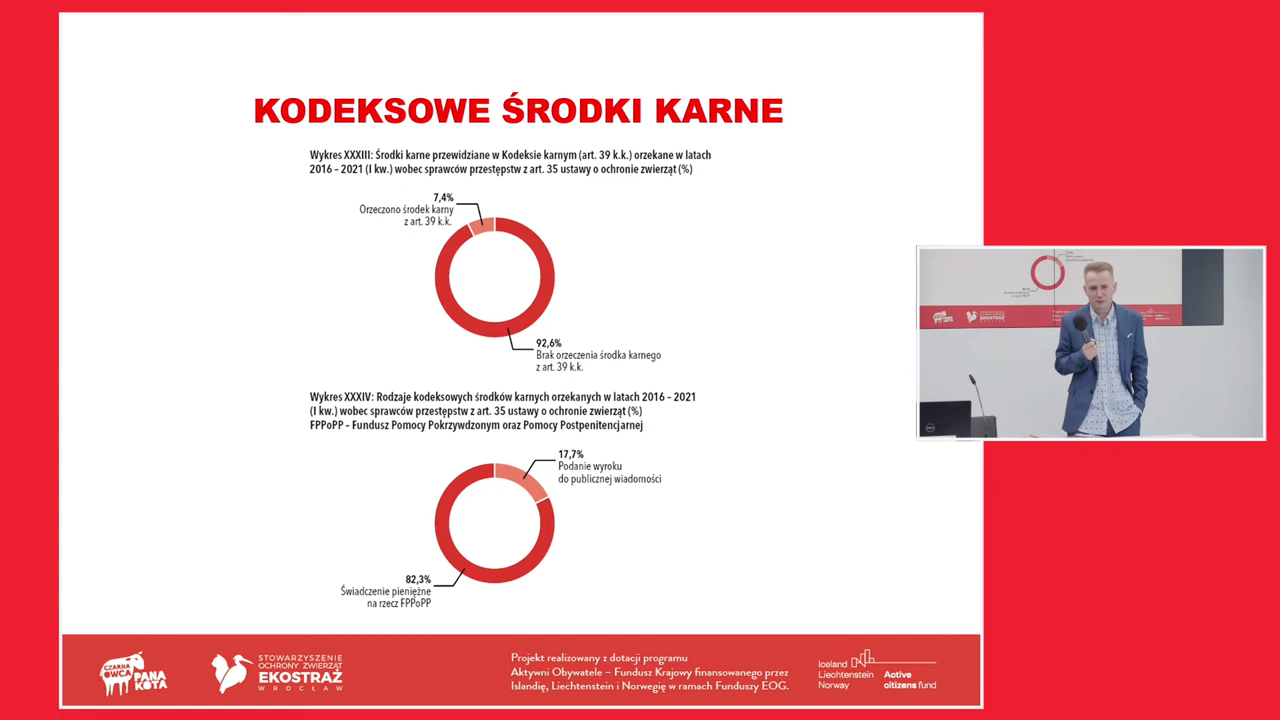 KODEKSOWE ŚRODKI KARNE
Wykres XXXIII: Środki karne przewidziane w Kodeksie karnym (art. 39 k.k.) orzekane w latach
2016 – 2021 (I kw.) wobec sprawców przestępstw z art. 35 ustawy o ochronie zwierząt (%)
7,4%
Orzeczono środek karny
z art. 39 k.k.
92,6%
Brak orzeczenia środka karnego
z art. 39 k.k.
Wykres XXXIV: Rodzaje kodeksowych środków karnych orzekanych w latach 2016 – 2021
(I kw.) wobec sprawców przestępstw z art. 35 ustawy o ochronie zwierząt (%)
FPPoPP – Fundusz Pomocy Pokrzywdzonym oraz Pomocy Postpenitencjarnej
17,7%
Podanie wyroku
do publicznej wiadomości
82,3%
Świadczenie pieniężne
na rzecz FPPoPP
CZARNA
OWCA
PANA
KOTA
STOWARZYSZENIE
OCHRONY ZWIERZĄT
EKOSTRAŻ
WROCŁAW
Projekt realizowany z dotacji programu
Aktywni Obywatele – Fundusz Krajowy finansowanego przez
Islandię, Liechtenstein i Norwegię w ramach Funduszy EOG.
Iceland
Liechtenstein
Norway
Active
citizens fund
PANA
KOTA
EKOSTRAŻ